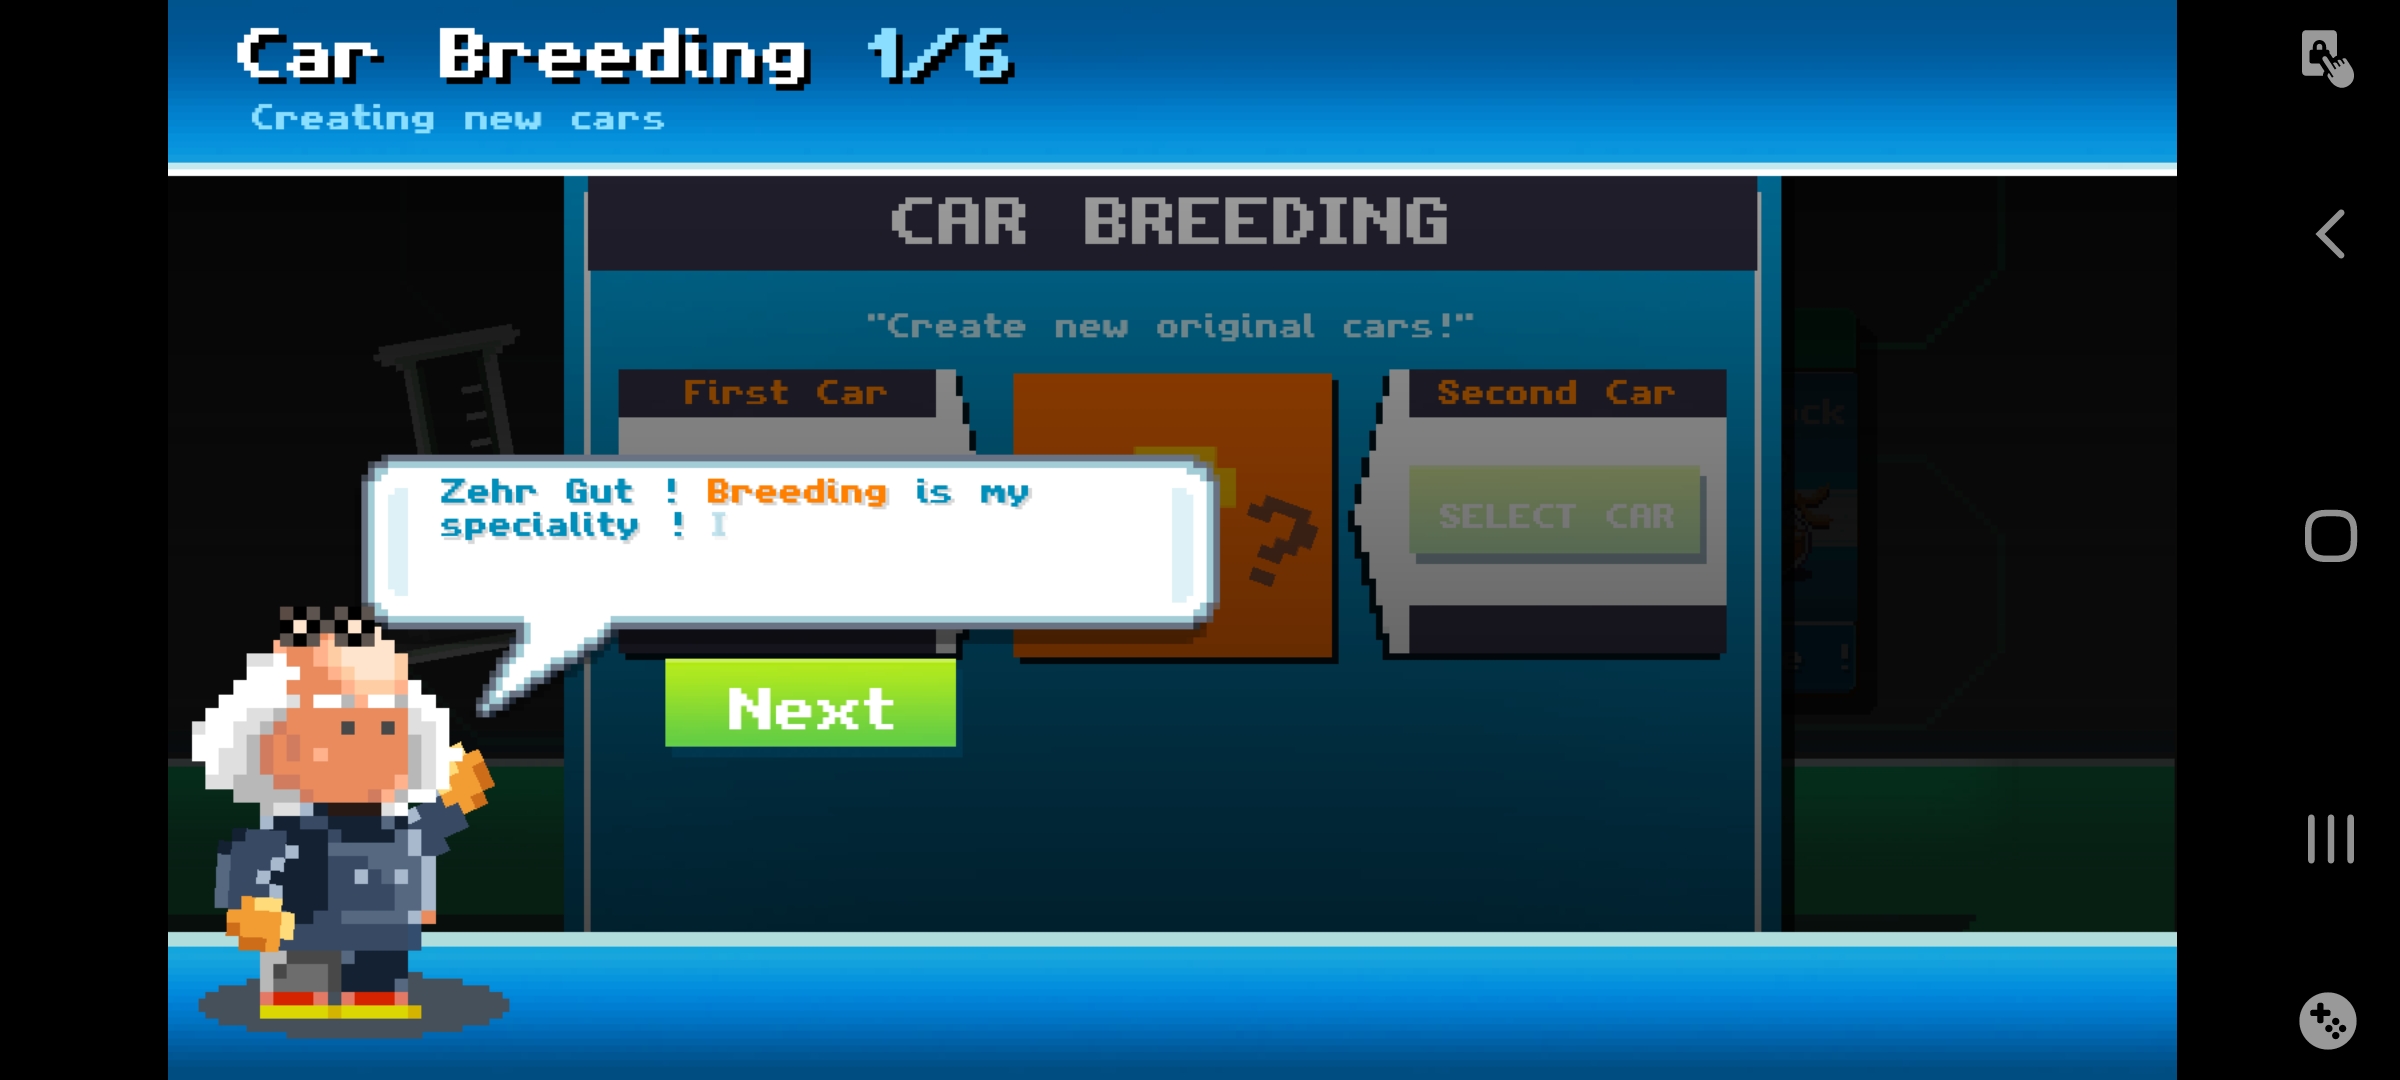 Car Breeding 1/6
Creating new cars
CAR BREEDING
"Create new original cars!"
First Car
Second Car
SELECT CAR
Zehr Gut ! Breeding is my
speciality ! I
?
Next